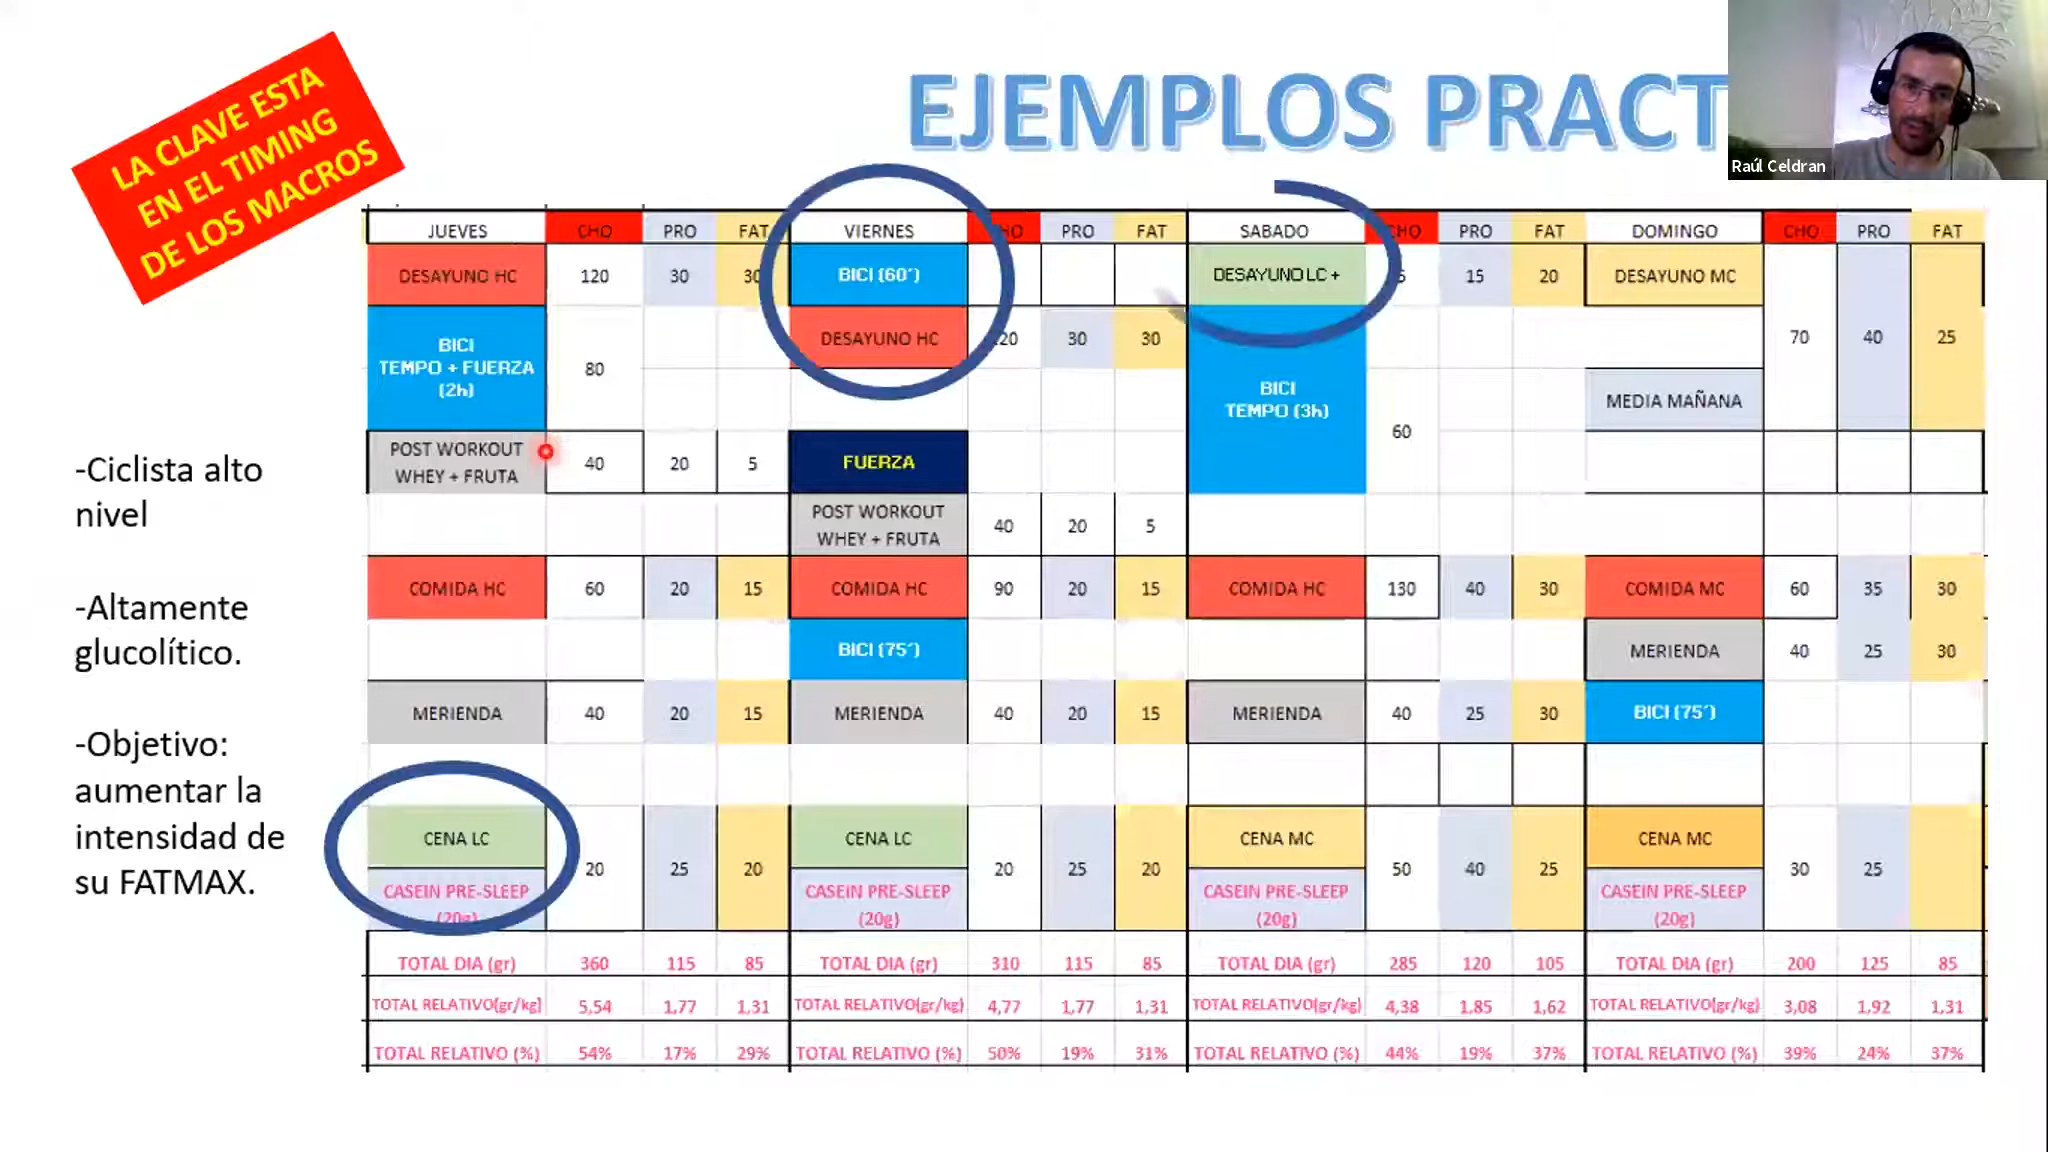 LA CLAVE ESTA
EN EL TIMING
DE LOS MACROS
EJEMPLOS PRACT
Raúl Celdran
-Ciclista alto
nivel
-Altamente
glucolítico.
-Objetivo:
aumentar la
intensidad de
su FATMAX.
JUEVES CHO PRO FAT VIERNES HO PRO FAT SABADO CHO PRO FAT DOMINGO CHO PRO FAT
DESAYUNO HC 120 30 30 BICI (60´) DESAYUNO LC + 5 15 20 DESAYUNO MC
BICI
TEMPO + FUERZA
(2h)
80
DESAYUNO HC 20 30 30
BICI
TEMPO (3h)
60
70 40 25
MEDIA MAÑANA
POST WORKOUT
WHEY + FRUTA
40 20 5
FUERZA
POST WORKOUT
WHEY + FRUTA
40 20 5
COMIDA HC 60 20 15 COMIDA HC 90 20 15 COMIDA HC 130 40 30 COMIDA MC 60 35 30
BICI (75´) MERIENDA 40 25 30
MERIENDA 40 20 15 MERIENDA 40 20 15 MERIENDA 40 25 30 BICI (75´)
CENA LC CENA LC CENA MC CENA MC
20 25 20 20 25 20 50 40 25 30 25
CASEIN PRE-SLEEP CASEIN PRE-SLEEP CASEIN PRE-SLEEP CASEIN PRE-SLEEP
(20g) (20g) (20g) (20g)
TOTAL DIA (gr) 360 115 85 TOTAL DIA (gr) 310 115 85 TOTAL DIA (gr) 285 120 105 TOTAL DIA (gr) 200 125 85
TOTAL RELATIVO(gr/kg) 5,54 1,77 1,31 TOTAL RELATIVO(gr/kg) 4,77 1,77 1,31 TOTAL RELATIVO(gr/kg) 4,38 1,85 1,62 TOTAL RELATIVO(gr/kg) 3,08 1,92 1,31
TOTAL RELATIVO (%) 54% 17% 29% TOTAL RELATIVO (%) 50% 19% 31% TOTAL RELATIVO (%) 44% 19% 37% TOTAL RELATIVO (%) 39% 24% 37%